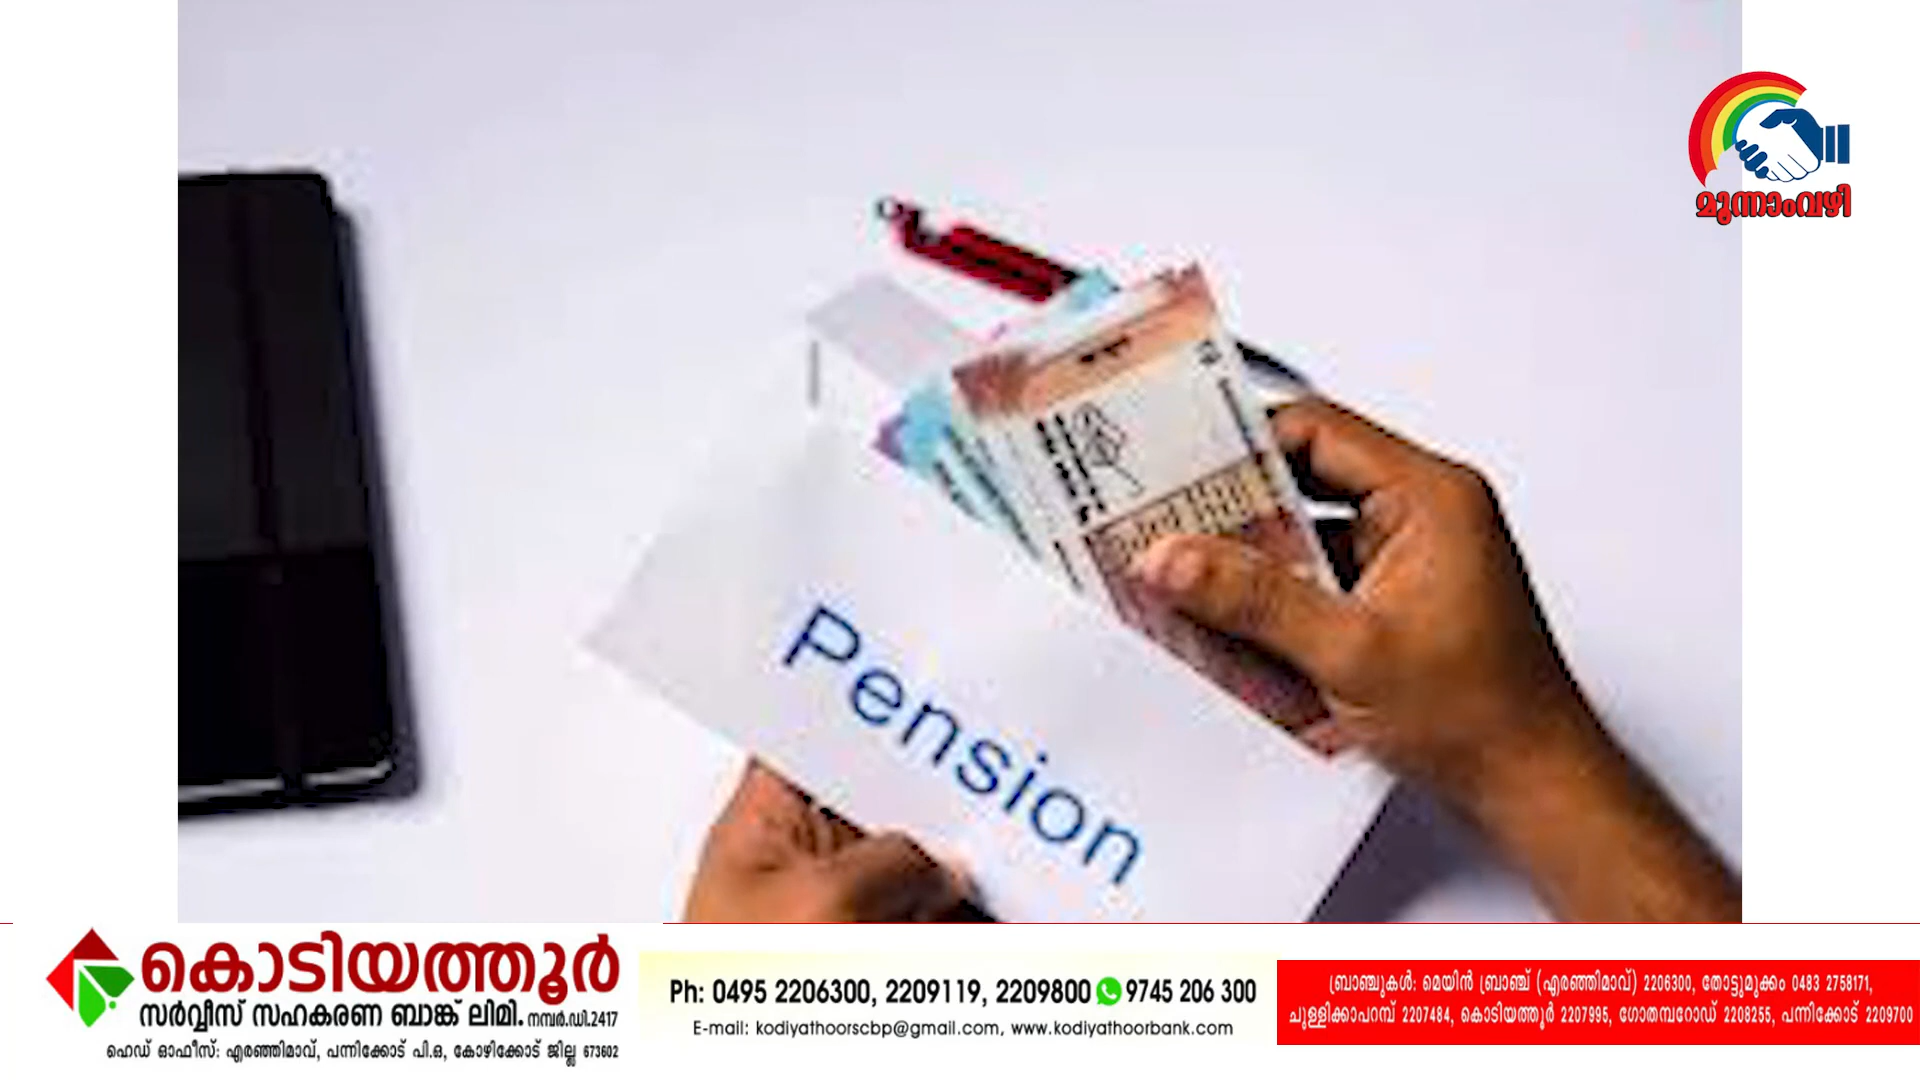 മൂന്നാംവഴി
Pension
കൊടിയത്തൂർ
സർവ്വീസ് സഹകരണ ബാങ്ക് ലിമി. നമ്പർ.ഡി.2417
ഹെഡ് ഓഫീസ്: എരഞ്ഞിമാവ്, പന്നിക്കോട് പി.ഒ, കോഴിക്കോട് ജില്ല 673602
Ph: 0495 2206300, 2209119, 2209800 9745 206 300
E-mail: kodiyathoorscbp@gmail.com, www.kodiyathoorbank.com
ബ്രാഞ്ചുകൾ: മെയിൻ ബ്രാഞ്ച് (എരഞ്ഞിമാവ്) 2206300, തോട്ടുമുക്കം 0483 2758171,
ചുള്ളിക്കാപറമ്പ് 2207484, കൊടിയത്തൂർ 2207995, ഗോതമ്പറോഡ് 2208255, പന്നിക്കോട് 2209700